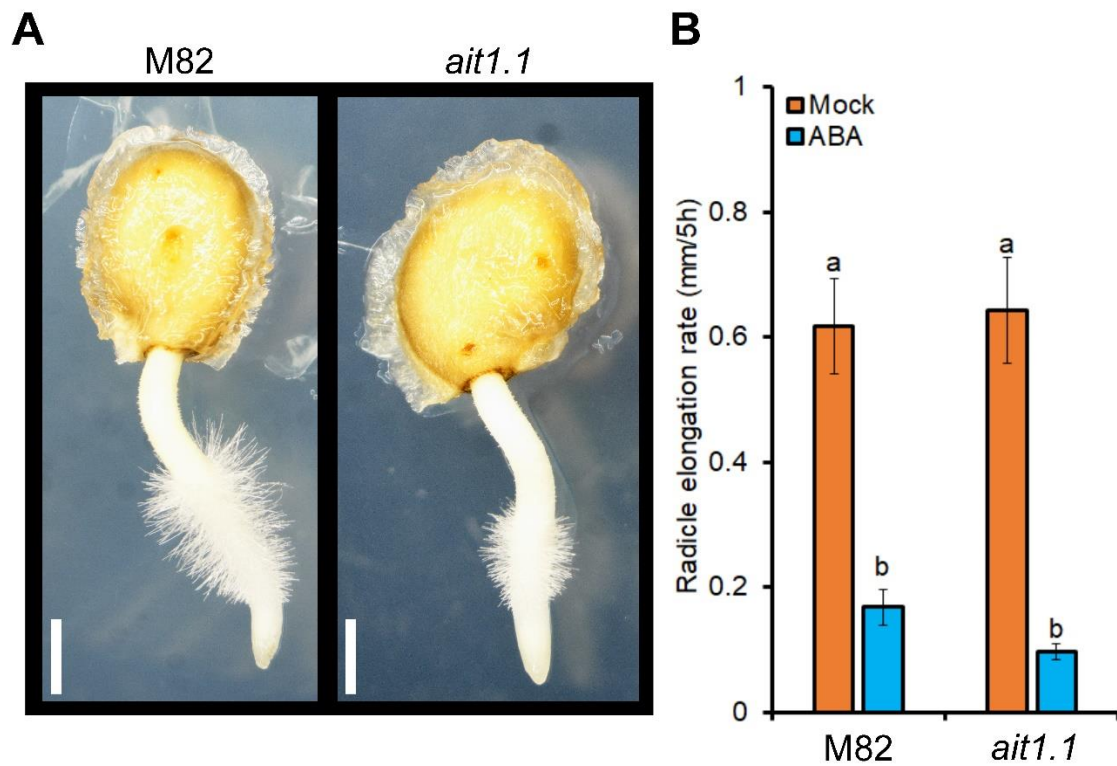 A
M82
ait1.1
B
Radicle elongation rate (mm/5h)
1
0.8
0.6
0.4
0.2
0
Mock
ABA
a
b
a
b
M82
ait1.1